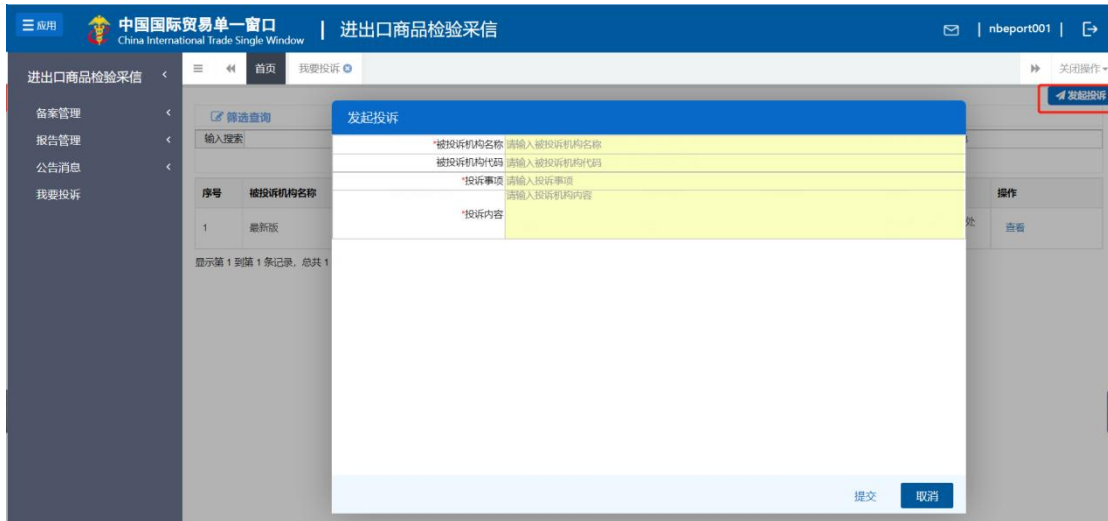 应用
中国国际贸易单一窗口 | 进出口商品检验采信
China International Trade Single Window
nbeport001
进出口商品检验采信
首页 我要投诉
关闭操作
备案管理
报告管理
公告消息
我要投诉
发起投诉
筛选查询
输入搜索
发起投诉
*被投诉机构名称 请输入被投诉机构名称
被投诉机构代码 请输入被投诉机构代码
*投诉事项 请输入投诉事项
*投诉内容 请输入投诉机构内容
序号 被投诉机构名称 操作
1 最新版 处 查看
显示第 1 到第 1 条记录，总共 1
提交 取消